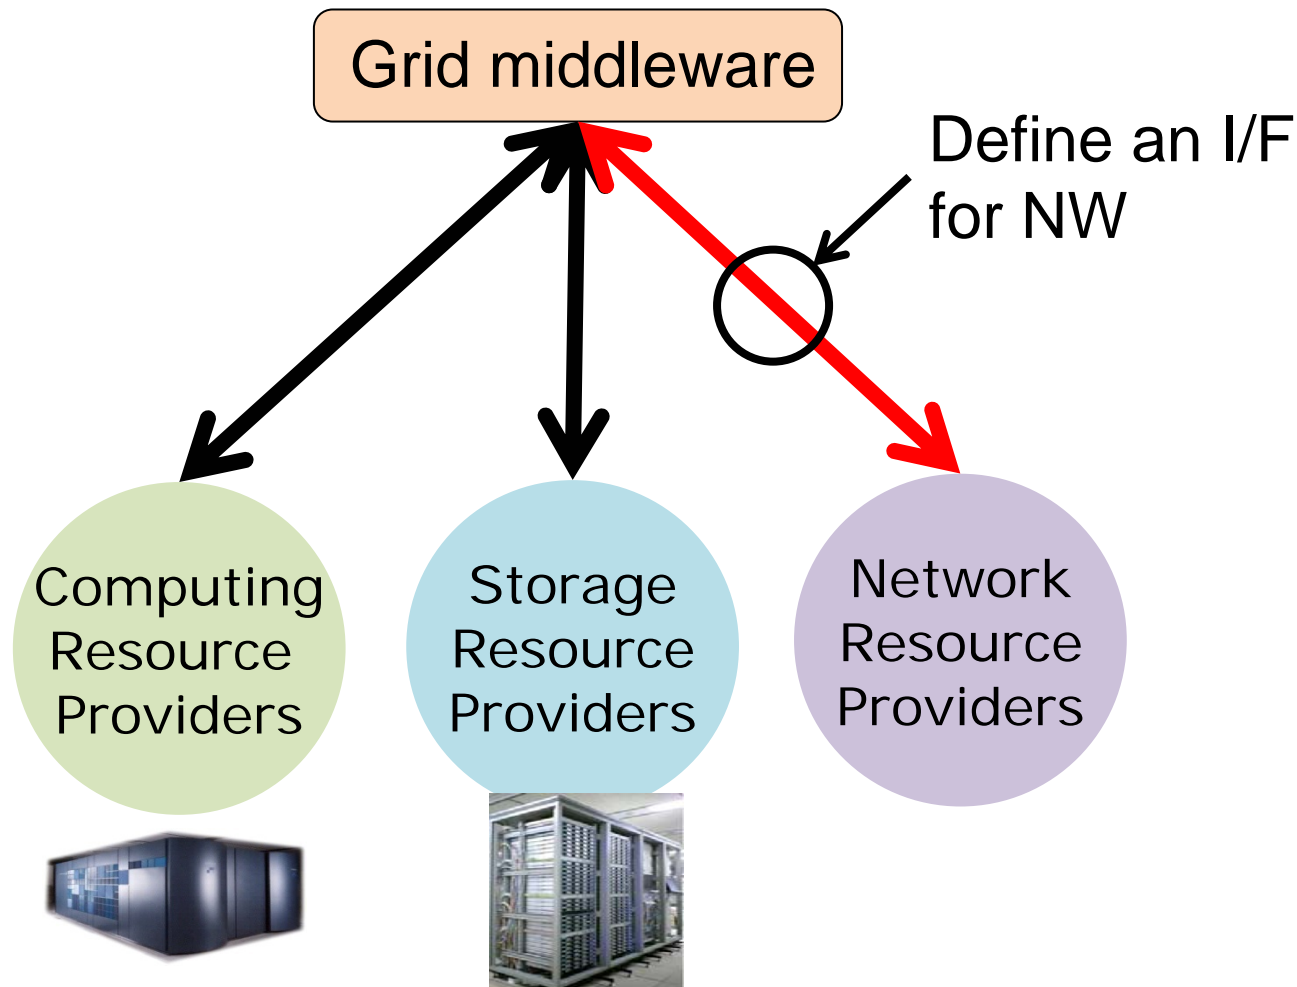 Grid middleware
Define an I/F
for NW
Computing
Resource
Providers
Storage
Resource
Providers
Network
Resource
Providers